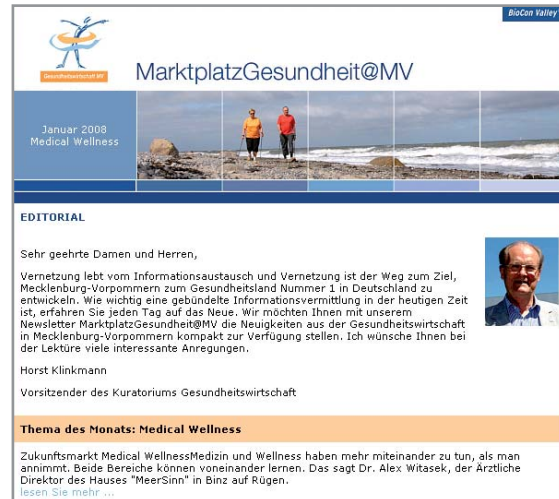 BioCon Valley
Gesundheitswirtschaft MV
MarktplatzGesundheit@MV
Januar 2008
Medical Wellness
EDITORIAL
Sehr geehrte Damen und Herren,
Vernetzung lebt vom Informationsaustausch und Vernetzung ist der Weg zum Ziel,
Mecklenburg-Vorpommern zum Gesundheitsland Nummer 1 in Deutschland zu
entwickeln. Wie wichtig eine gebündelte Informationsvermittlung in der heutigen Zeit
ist, erfahren Sie jeden Tag auf das Neue. Wir möchten Ihnen mit unserem
Newsletter MarktplatzGesundheit@MV die Neuigkeiten aus der Gesundheitswirtschaft
in Mecklenburg-Vorpommern kompakt zur Verfügung stellen. Ich wünsche Ihnen bei
der Lektüre viele interessante Anregungen.
Horst Klinkmann
Vorsitzender des Kuratoriums Gesundheitswirtschaft
Thema des Monats: Medical Wellness
Zukunftsmarkt Medical WellnessMedizin und Wellness haben mehr miteinander zu tun, als man
annimmt. Beide Bereiche können voneinander lernen. Das sagt Dr. Alex Witasek, der Ärztliche
Direktor des Hauses "MeerSinn" in Binz auf Rügen.
lesen Sie mehr ...